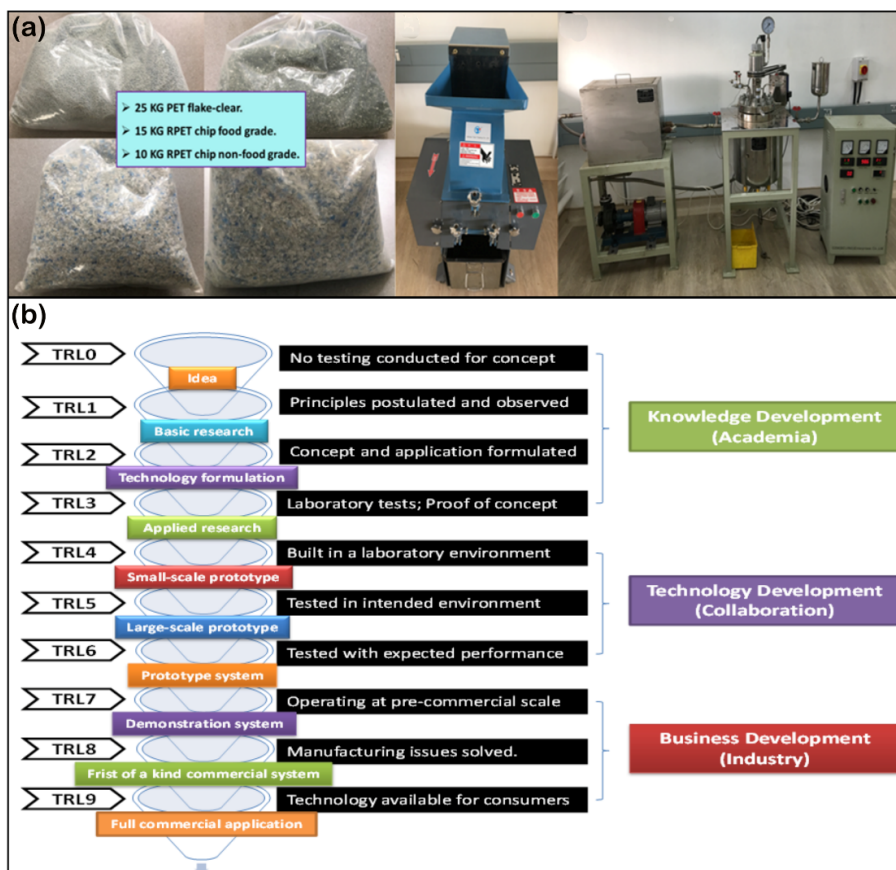 (a)
➢ 25 KG PET flake-clear.
➢ 15 KG RPET chip food grade.
➢ 10 KG RPET chip non-food grade.
(b)
TRL0
No testing conducted for concept
Idea
TRL1
Principles postulated and observed
Basic research
TRL2
Concept and application formulated
Technology formulation
TRL3
Laboratory tests; Proof of concept
Applied research
Knowledge Development
(Academia)
TRL4
Built in a laboratory environment
Small-scale prototype
TRL5
Tested in intended environment
Large-scale prototype
TRL6
Tested with expected performance
Prototype system
Technology Development
(Collaboration)
TRL7
Operating at pre-commercial scale
Demonstration system
TRL8
Manufacturing issues solved.
Frist of a kind commercial system
TRL9
Technology available for consumers
Full commercial application
Business Development
(Industry)